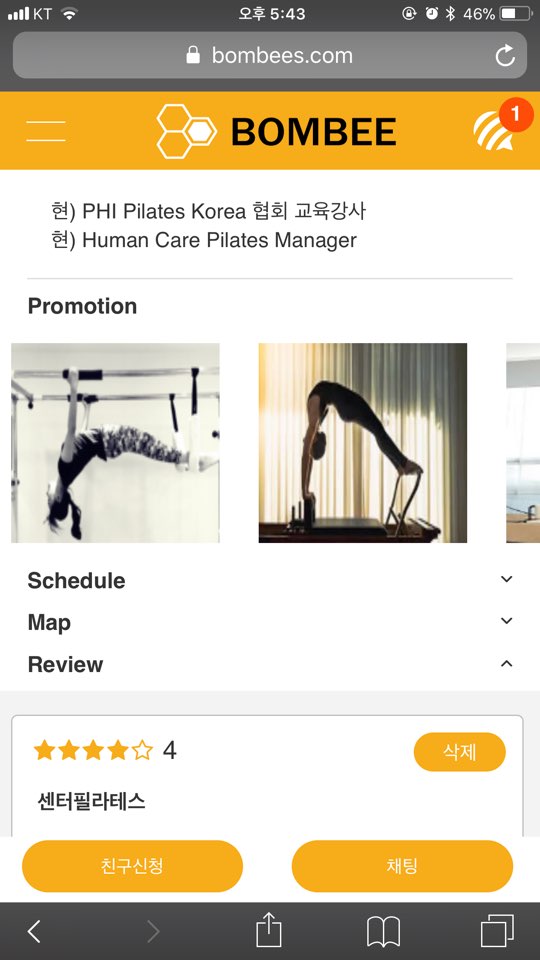 KT 오후 5:43 46%
bombees.com
BOMBEE 1
현) PHI Pilates Korea 협회 교육강사
현) Human Care Pilates Manager
Promotion
Schedule
Map
Review
4 삭제
센터필라테스
친구신청 채팅